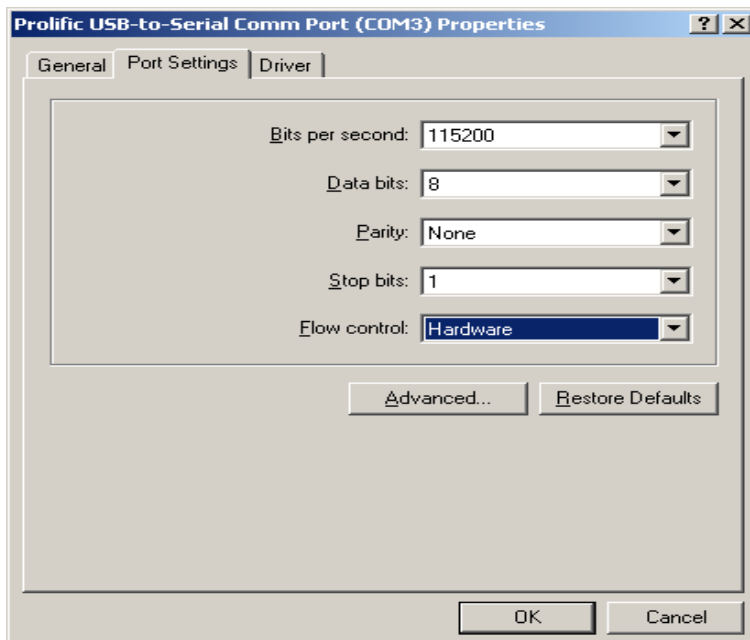 Prolific USB-to-Serial Comm Port (COM3) Properties ? X
General Port Settings Driver
Bits per second: 115200
Data bits: 8
Parity: None
Stop bits: 1
Flow control: Hardware
Advanced... Restore Defaults
OK Cancel